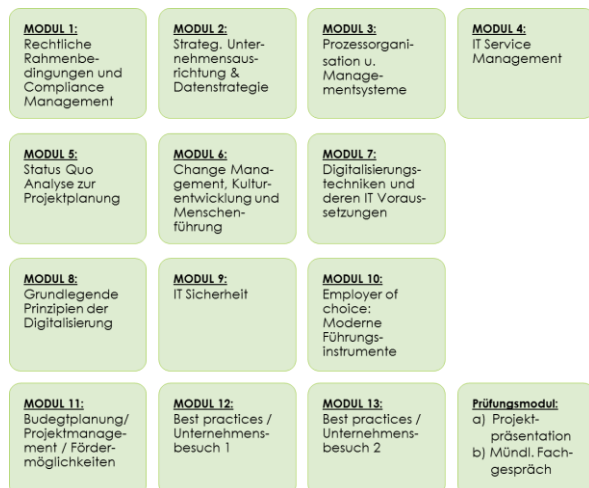 MODUL 1:
Rechtliche
Rahmenbe-
dingungen und
Compliance
Management
MODUL 2:
Strateg. Unter-
nehmensaus-
richtung &
Datenstrategie
MODUL 3:
Prozessorgani-
sation u.
Manage-
mentsysteme
MODUL 4:
IT Service
Management
MODUL 5:
Status Quo
Analyse zur
Projektplanung
MODUL 6:
Change Mana-
gement, Kultur-
entwicklung und
Menschen-
führung
MODUL 7:
Digitalisierungs-
techniken und
deren IT Voraus-
setzungen
MODUL 8:
Grundlegende
Prinzipien der
Digitalisierung
MODUL 9:
IT Sicherheit
MODUL 10:
Employer of
choice:
Moderne
Führungs-
instrumente
MODUL 11:
Budegtplanung/
Projektmanage-
ment / Förder-
möglichkeiten
MODUL 12:
Best practices /
Unternehmens-
besuch 1
MODUL 13:
Best practices /
Unternehmens-
besuch 2
Prüfungsmodul:
a) Projekt-
präsentation
b) Mündl. Fach-
gespräch